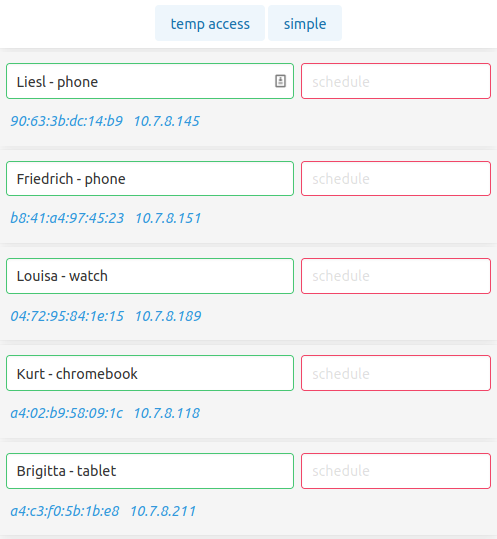 temp access simple
Liesl - phone schedule
90:63:3b:dc:14:b9 10.7.8.145
Friedrich - phone schedule
b8:41:a4:97:45:23 10.7.8.151
Louisa - watch schedule
04:72:95:84:1e:15 10.7.8.189
Kurt - chromebook schedule
a4:02:b9:58:09:1c 10.7.8.118
Brigitta - tablet schedule
a4:c3:f0:5b:1b:e8 10.7.8.211